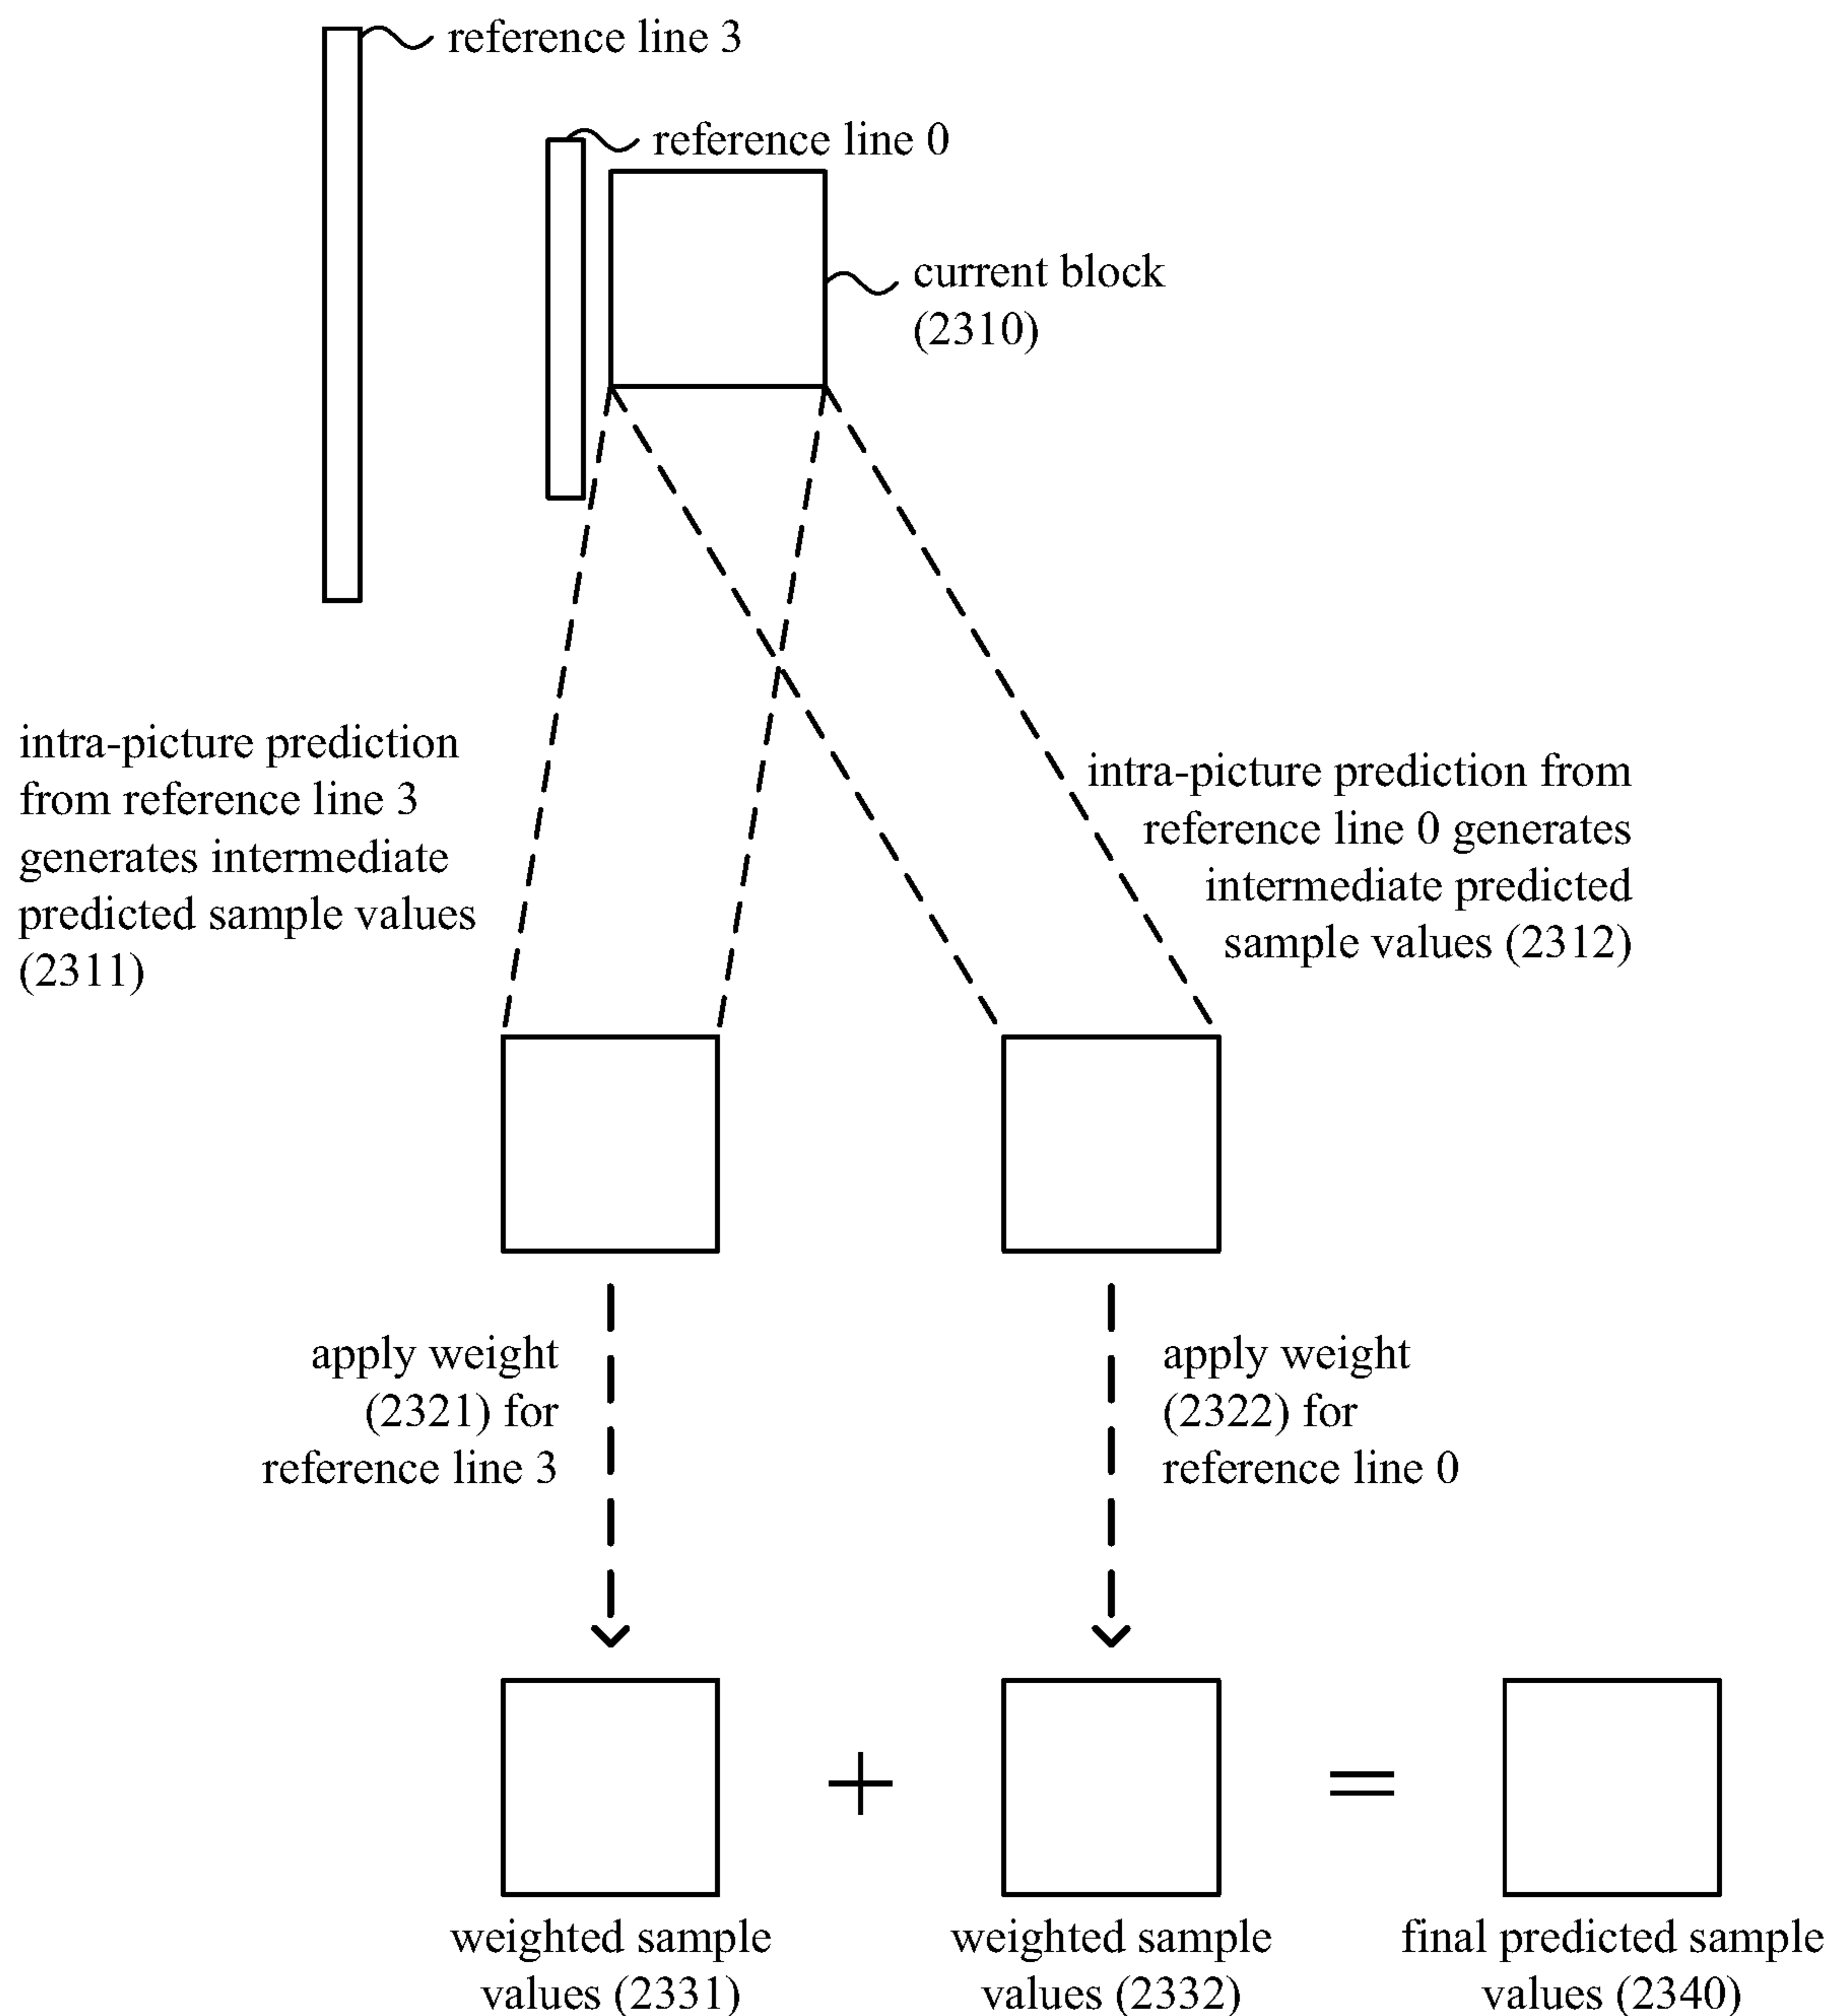 reference line 3
reference line 0
current block
(2310)
intra-picture prediction
from reference line 3
generates intermediate
predicted sample values
(2311)
intra-picture prediction from
reference line 0 generates
intermediate predicted
sample values (2312)
apply weight
(2321) for
reference line 3
apply weight
(2322) for
reference line 0
+
=
weighted sample
values (2331)
weighted sample
values (2332)
final predicted sample
values (2340)